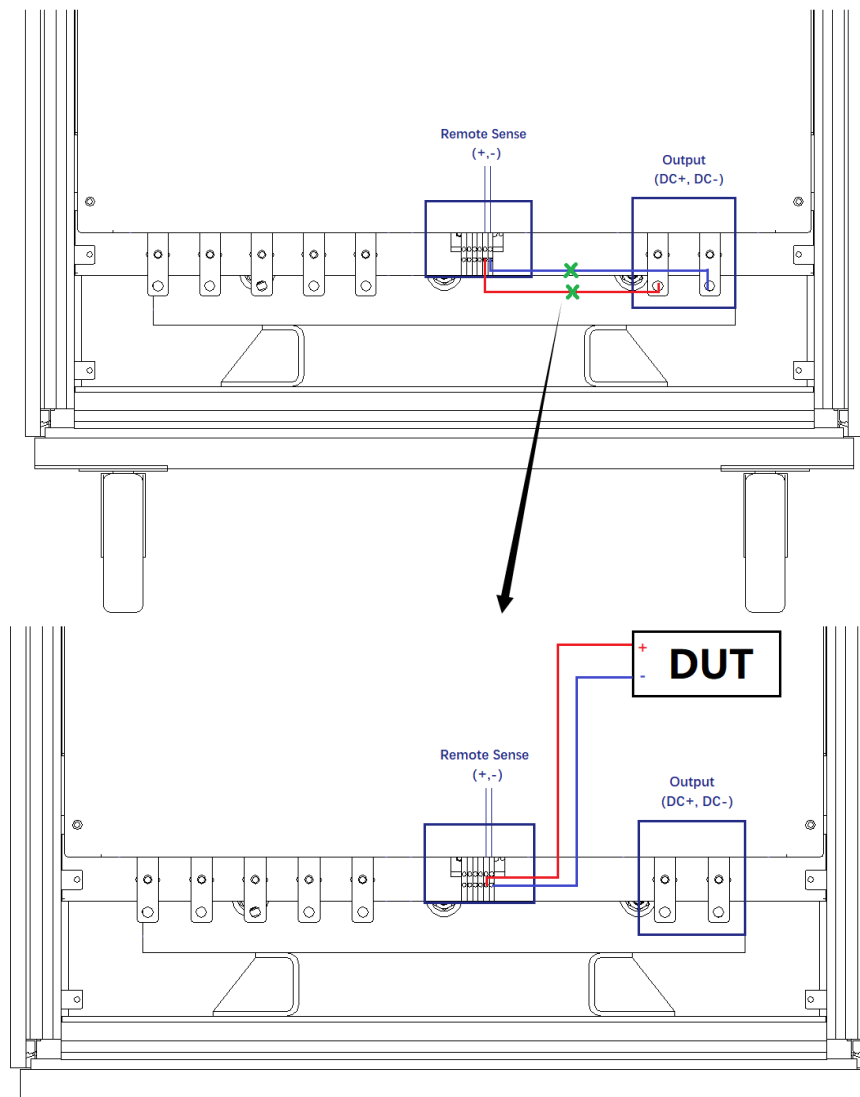 Remote Sense
(+,-)
Output
(DC+, DC-)
+
DUT
-
Remote Sense
(+,-)
Output
(DC+, DC-)